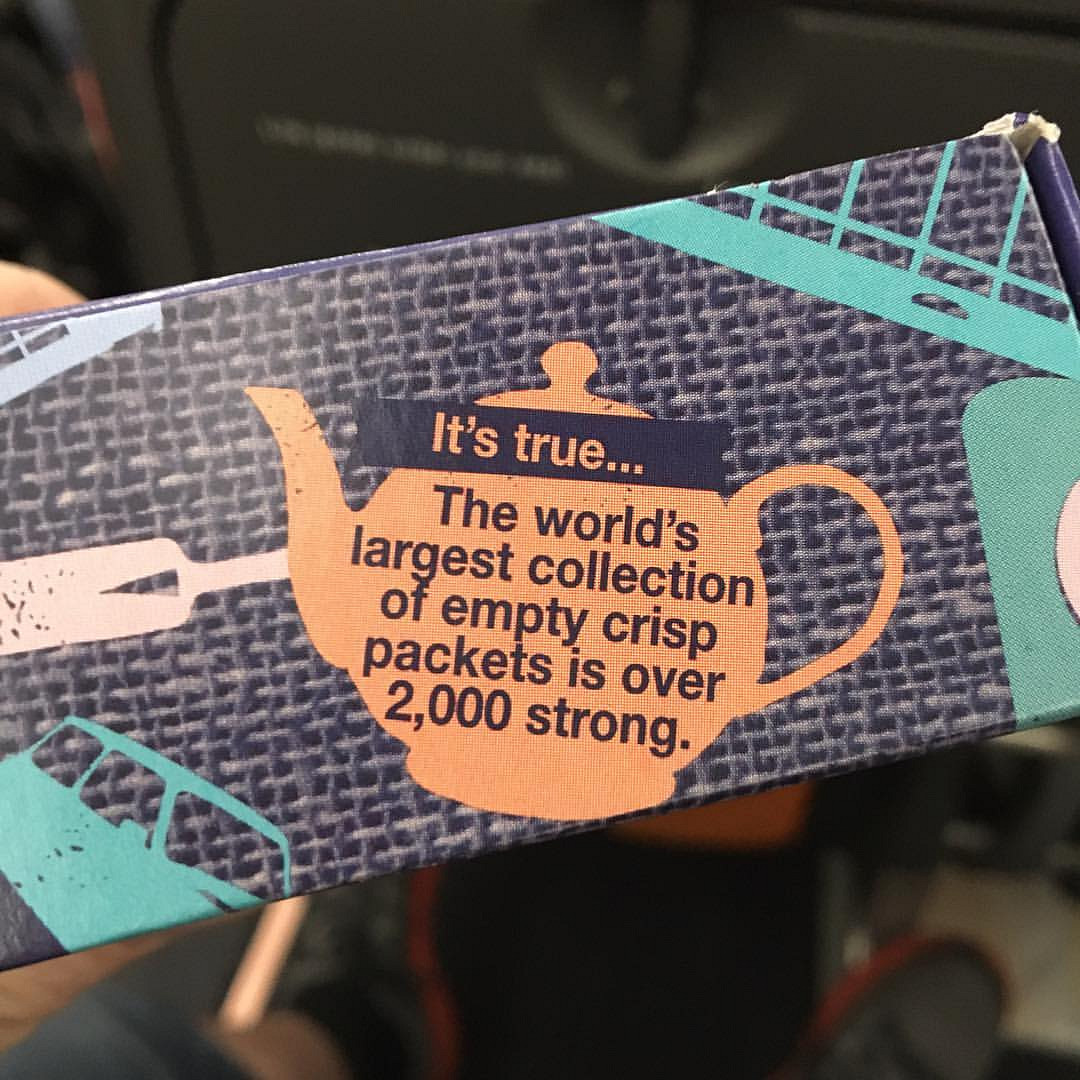 It's true...
The world's
largest collection
of empty crisp
packets is over
2,000 strong.